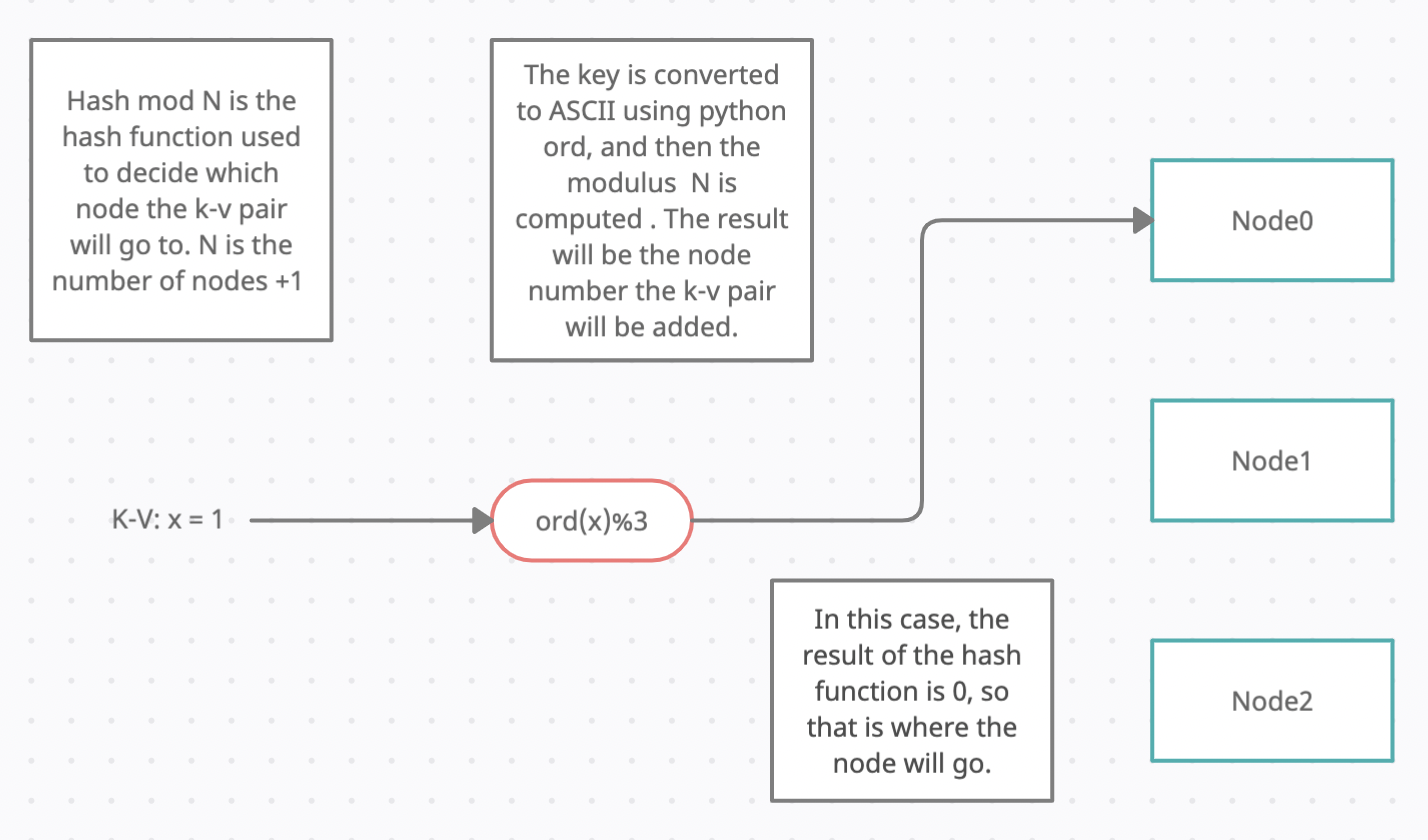 Hash mod N is the
hash function used
to decide which
node the k-v pair
will go to. N is the
number of nodes +1
The key is converted
to ASCII using python
ord, and then the
modulus  N is
computed . The result
will be the node
number the k-v pair
will be added.
Node0
Node1
K-V: x = 1
ord(x)%3
In this case, the
result of the hash
function is 0, so
that is where the
node will go.
Node2